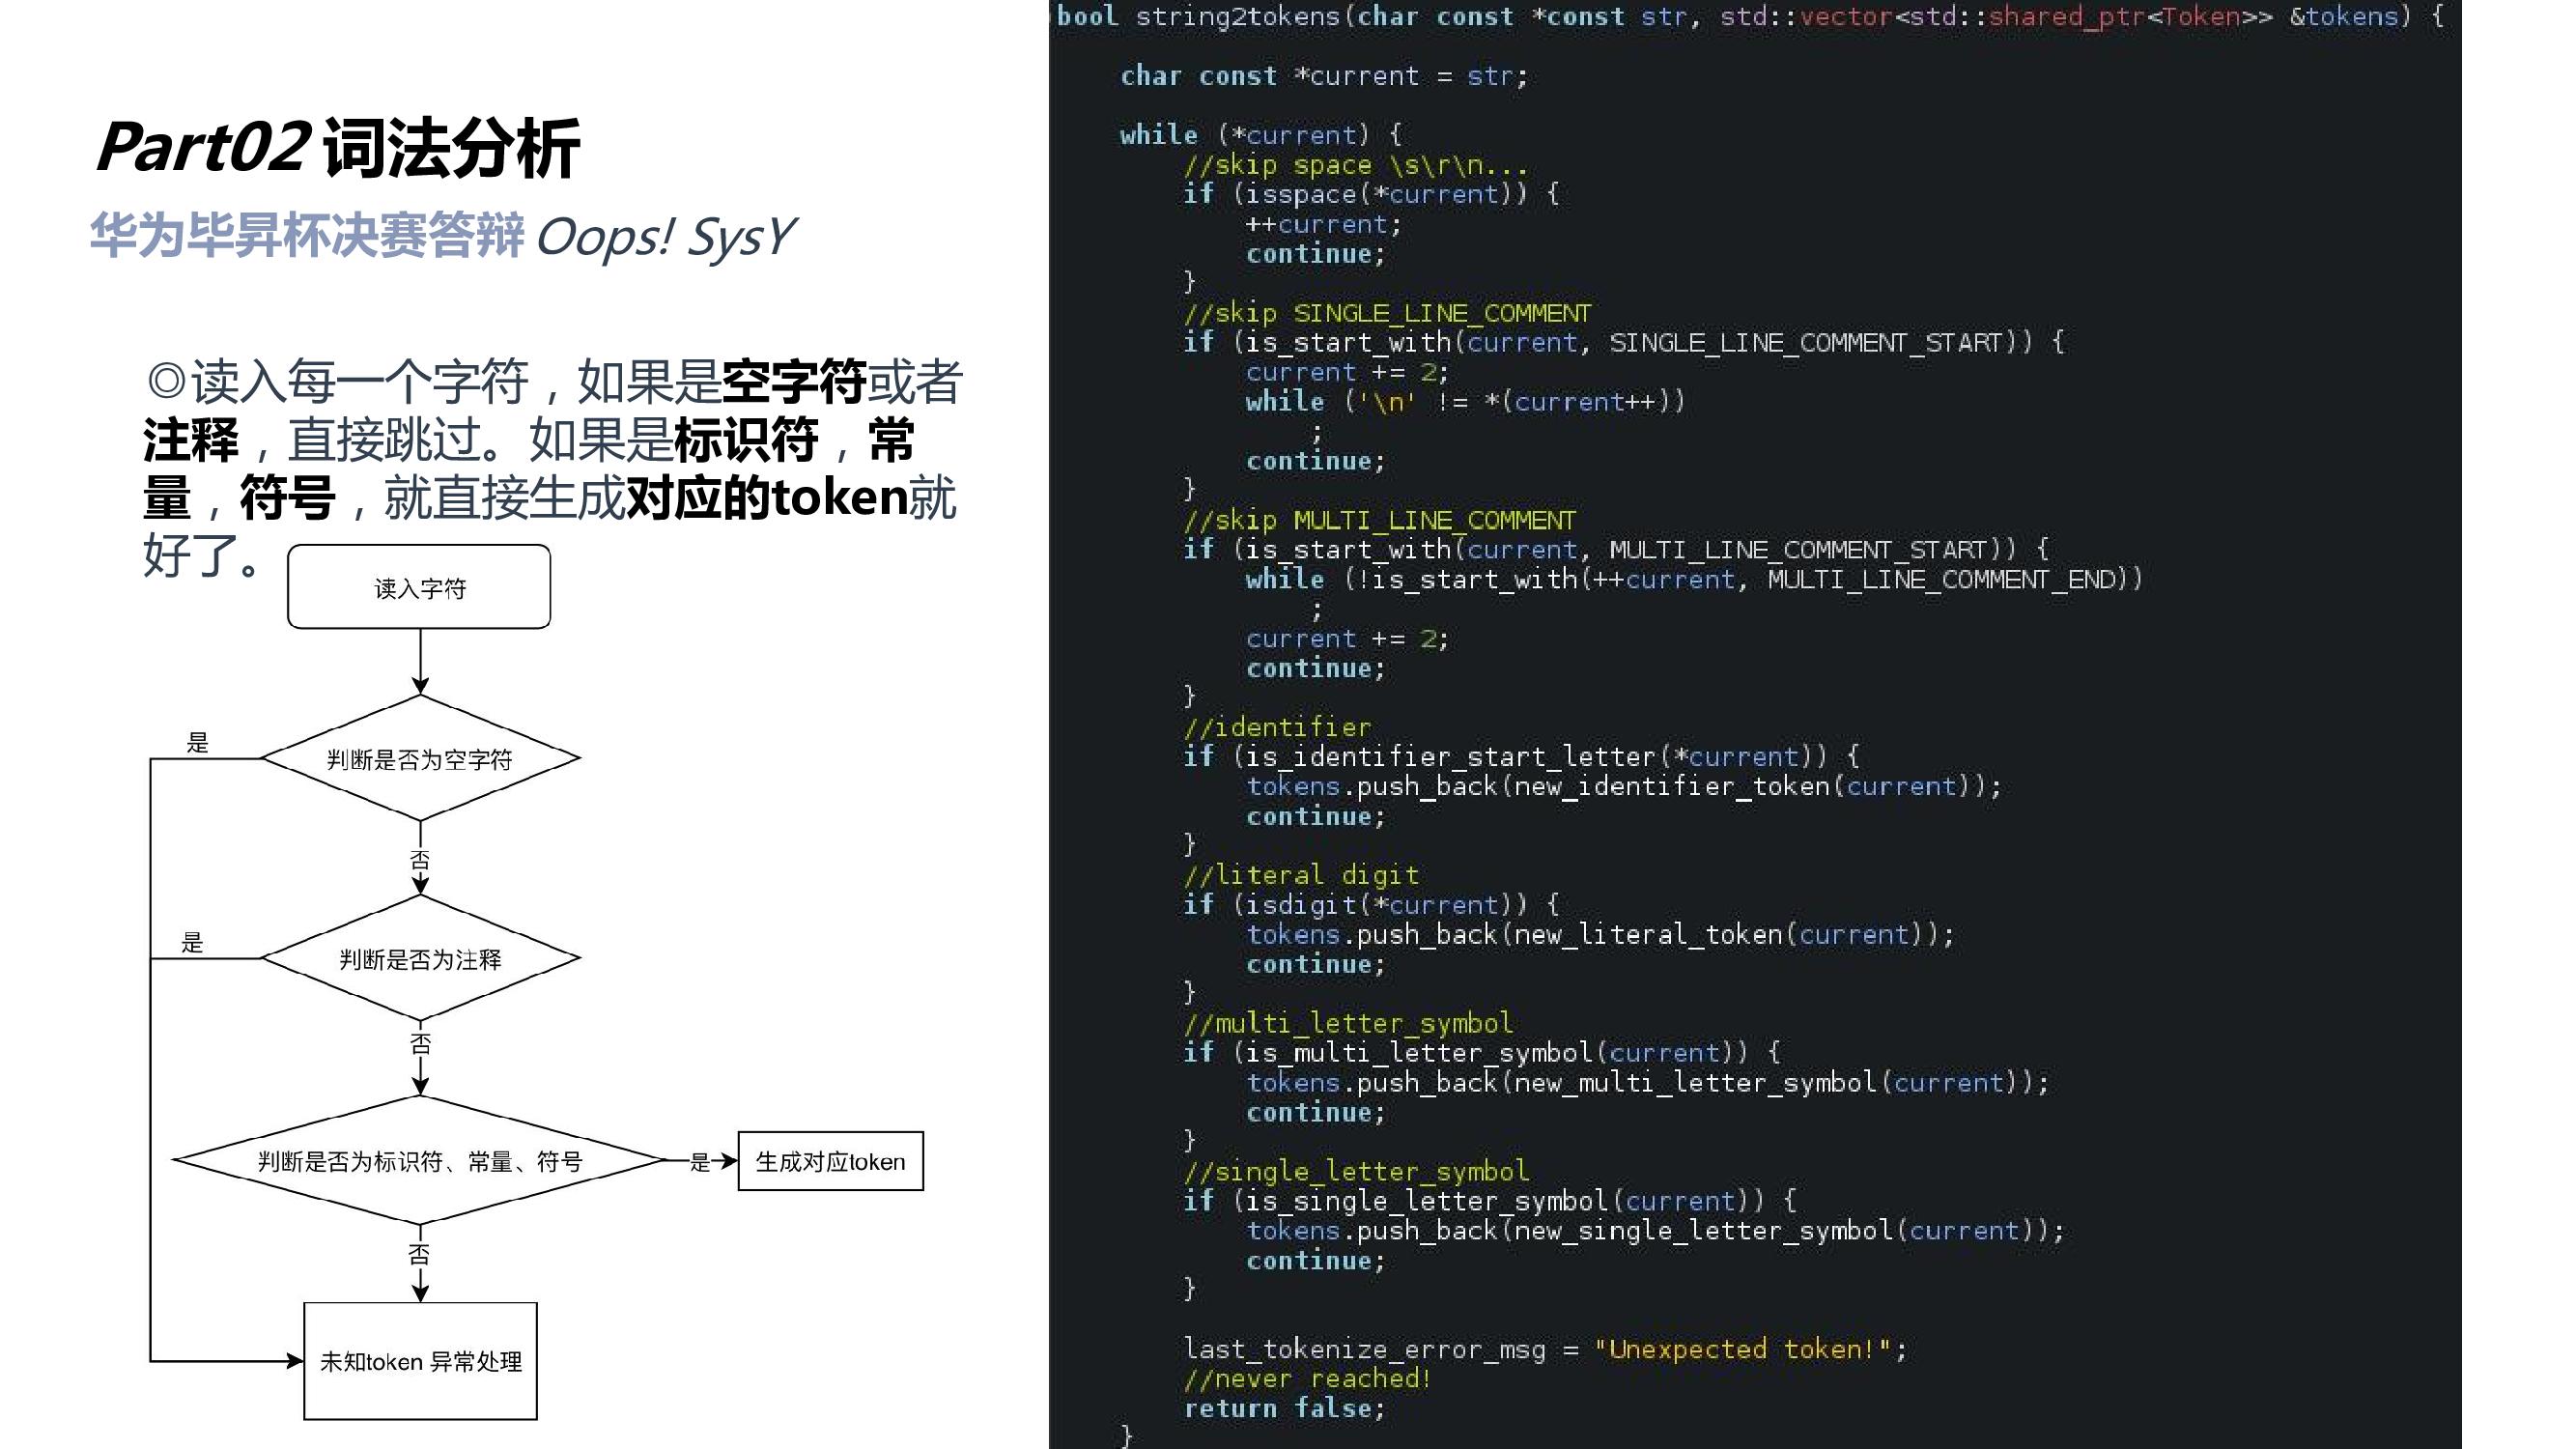 Part02 词法分析
华为毕昇杯决赛答辩 Oops! SysY
◎读入每一个字符，如果是空字符或者
注释，直接跳过。如果是标识符，常
量，符号，就直接生成对应的token就
好了。
读入字符
判断是否为空字符
是
否
判断是否为注释
是
否
判断是否为标识符、常量、符号
是
生成对应token
否
未知token 异常处理
bool string2tokens(char const *const str, std::vector<std::shared_ptr<Token>> &tokens) {
char const *current = str;
while (*current) {
//skip space \s\r\n...
if (isspace(*current)) {
++current;
continue;
}
//skip SINGLE_LINE_COMMENT
if (is_start_with(current, SINGLE_LINE_COMMENT_START)) {
current += 2;
while ('\n' != *(current++))
;
continue;
}
//skip MULTI_LINE_COMMENT
if (is_start_with(current, MULTI_LINE_COMMENT_START)) {
while (!is_start_with(++current, MULTI_LINE_COMMENT_END))
;
current += 2;
continue;
}
//identifier
if (is_identifier_start_letter(*current)) {
tokens.push_back(new_identifier_token(current));
continue;
}
//literal digit
if (isdigit(*current)) {
tokens.push_back(new_literal_token(current));
continue;
}
//multi_letter_symbol
if (is_multi_letter_symbol(current)) {
tokens.push_back(new_multi_letter_symbol(current));
continue;
}
//single_letter_symbol
if (is_single_letter_symbol(current)) {
tokens.push_back(new_single_letter_symbol(current));
continue;
}
last_tokenize_error_msg = "Unexpected token!";
//never reached!
return false;
}